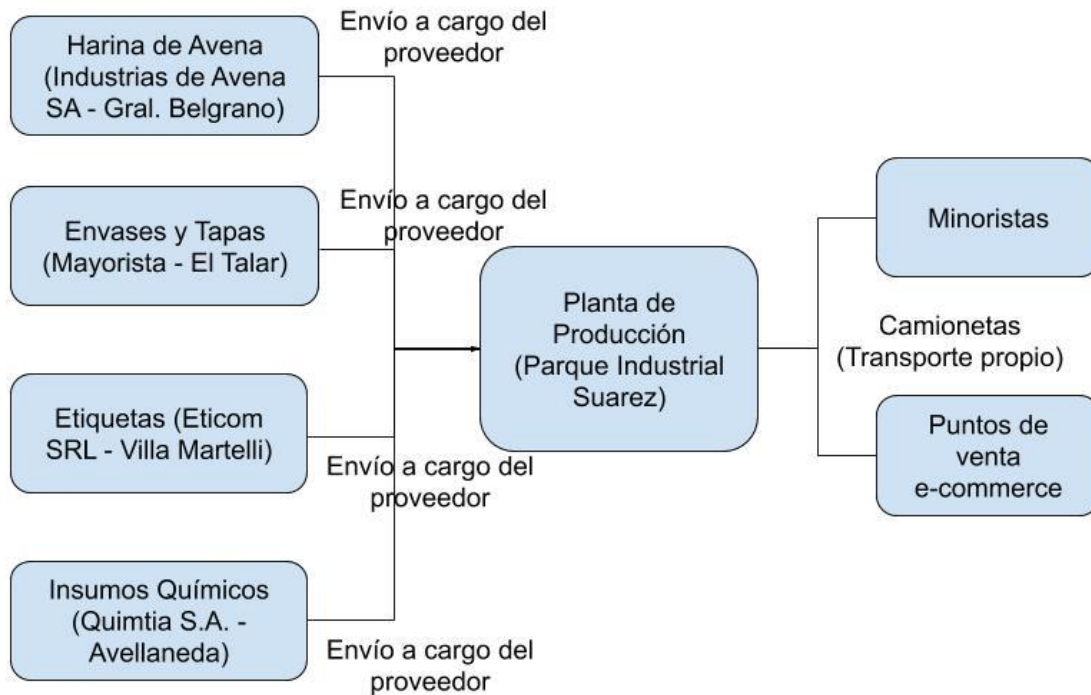 Harina de Avena
(Industrias de Avena
SA - Gral. Belgrano)
Envío a cargo del
proveedor
Envases y Tapas
(Mayorista - El Talar)
Envío a cargo del
proveedor
Etiquetas (Eticom
SRL - Villa Martelli)
Envío a cargo del
proveedor
Insumos Químicos
(Quimtia S.A. -
Avellaneda)
Envío a cargo del
proveedor
Planta de
Producción
(Parque Industrial
Suarez)
Minoristas
Camionetas
(Transporte propio)
Puntos de
venta
e-commerce